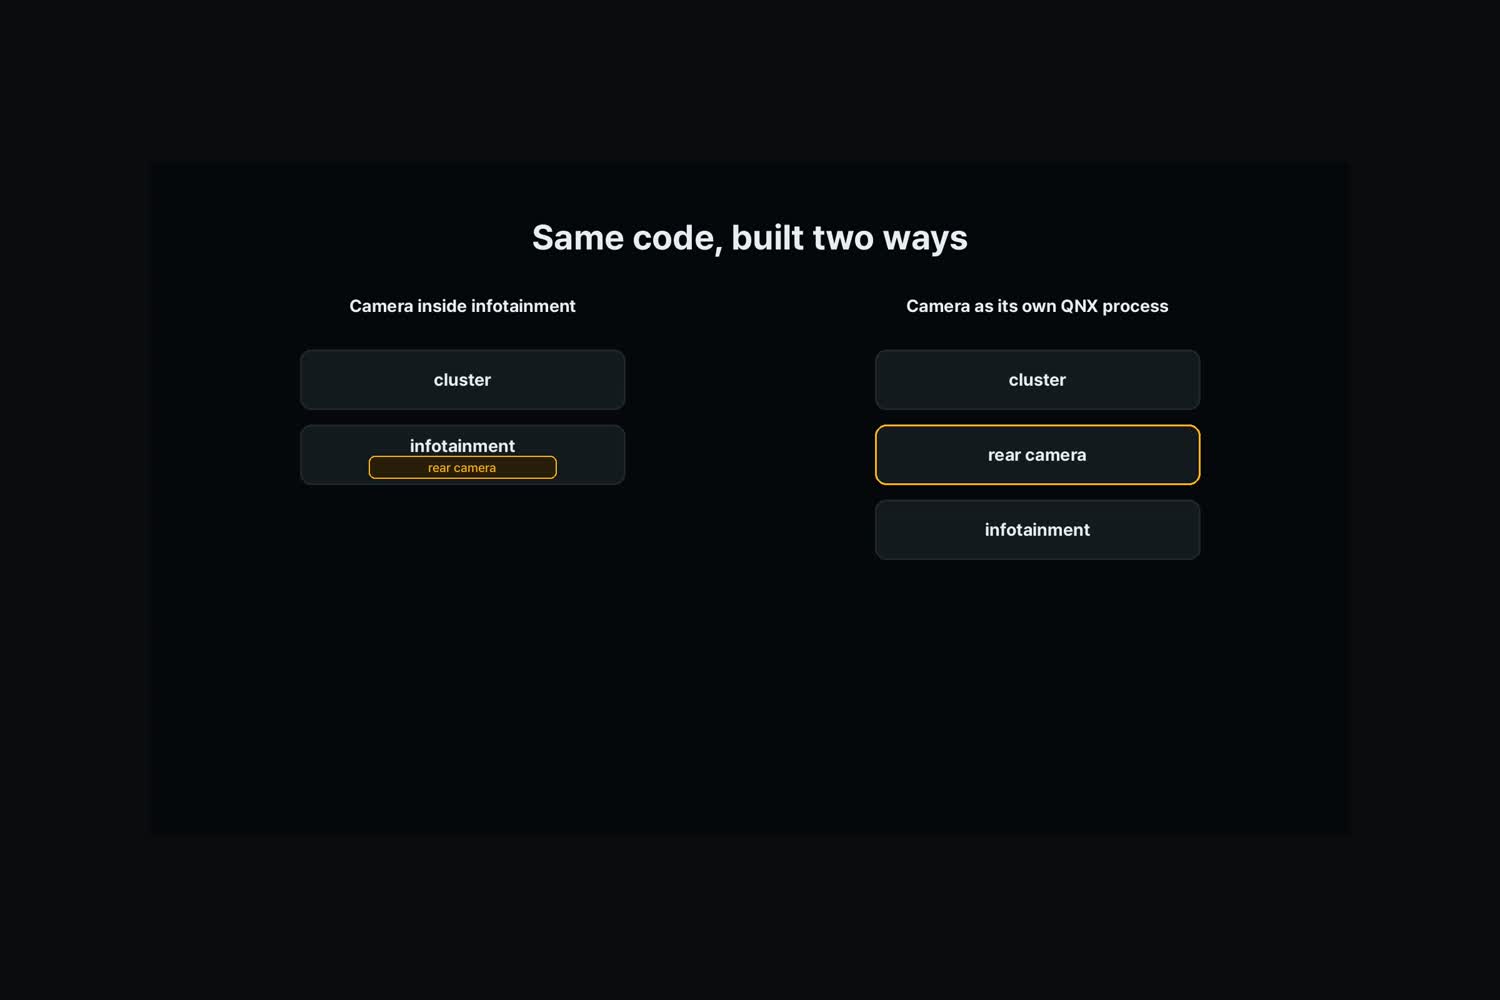 Same code, built two ways
Camera inside infotainment
cluster
infotainment
rear camera
Camera as its own QNX process
cluster
rear camera
infotainment